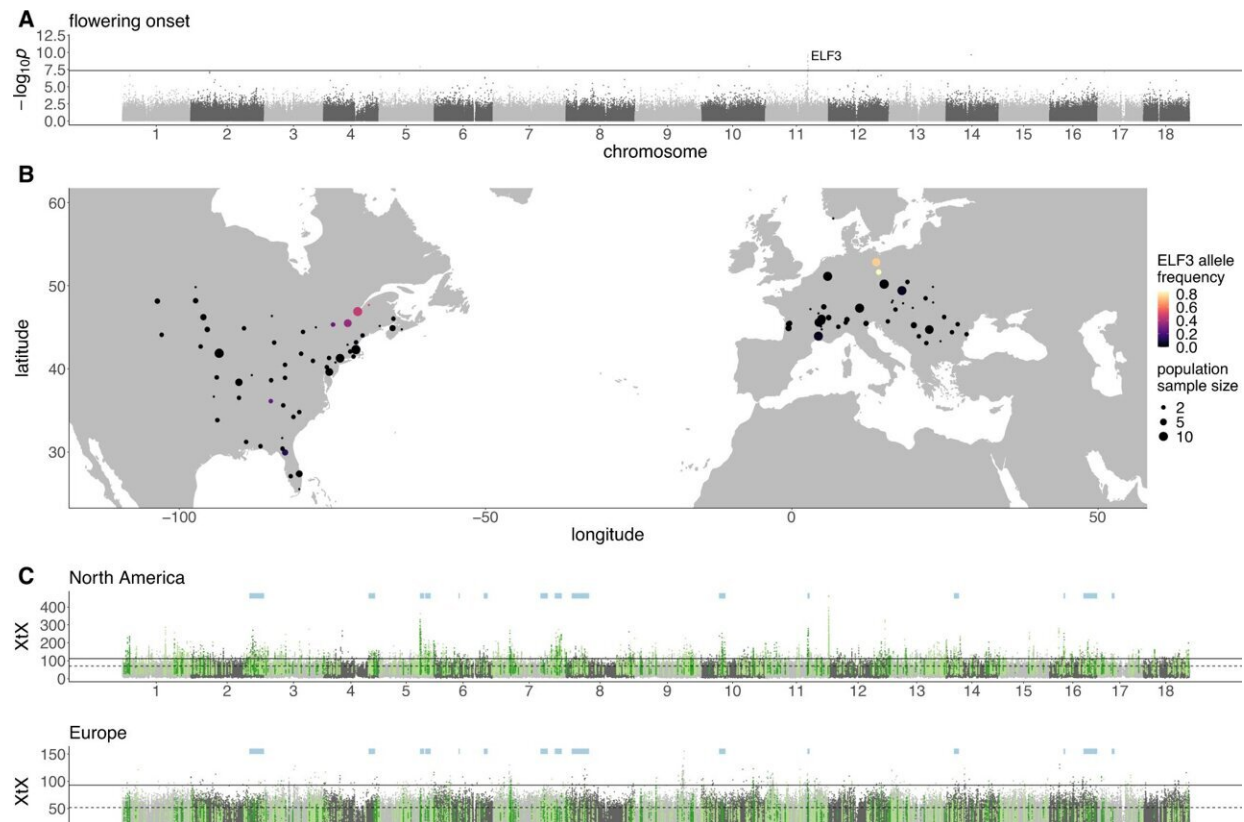 A
flowering onset
12.5
10.0
7.5
5.0
2.5
0.0
−log10p
ELF3
1 2 3 4 5 6 7 8 9 10 11 12 13 14 15 16 17 18
chromosome
B
60
50
40
30
latitude
−100 −50 0 50
longitude
ELF3 allele
frequency
0.8
0.6
0.4
0.2
0.0
population
sample size
2
5
10
C
North America
400
300
200
100
0
XtX
1 2 3 4 5 6 7 8 9 10 11 12 13 14 15 16 17 18
Europe
150
100
50
XtX